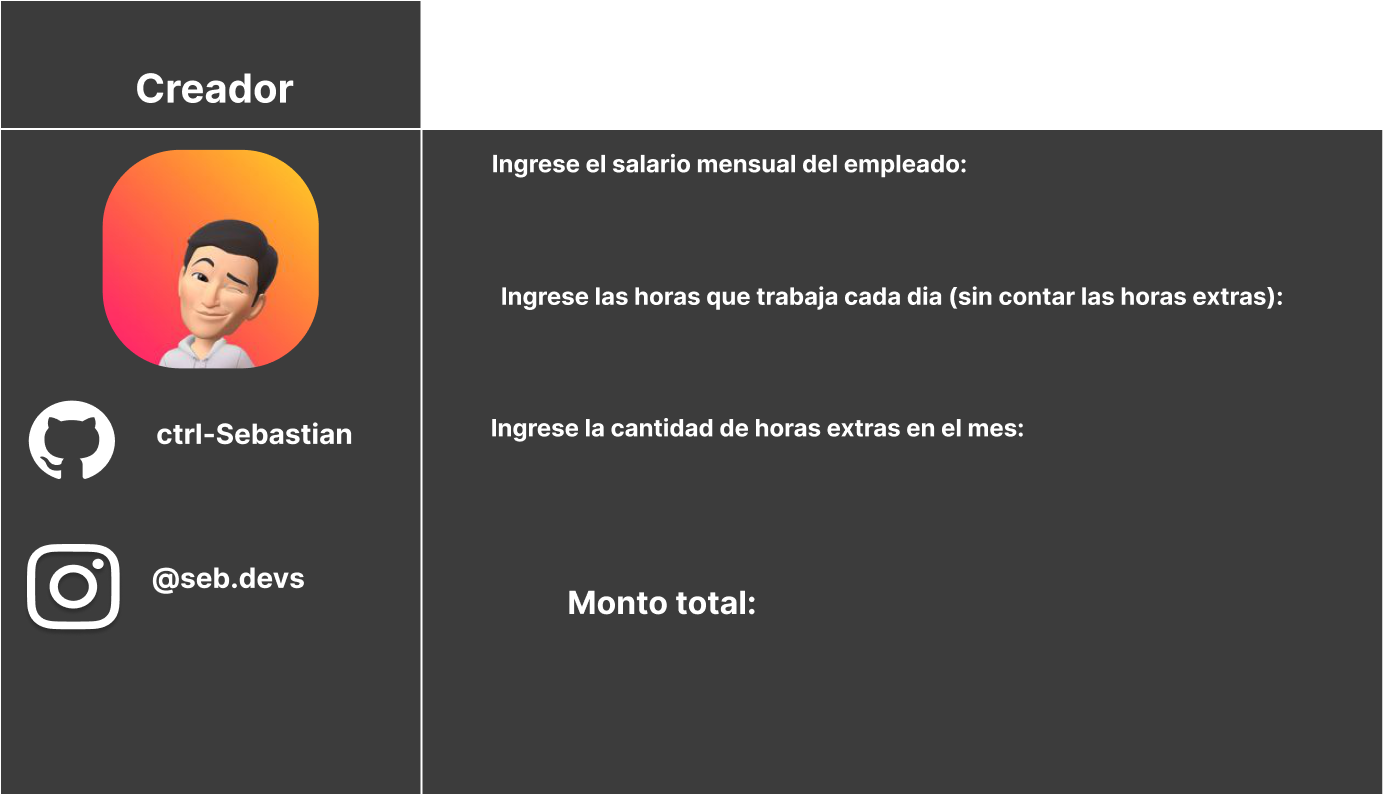 Creador
ctrl-Sebastian
@seb.devs
Ingrese el salario mensual del empleado:
Ingrese las horas que trabaja cada dia (sin contar las horas extras):
Ingrese la cantidad de horas extras en el mes:
Monto total: